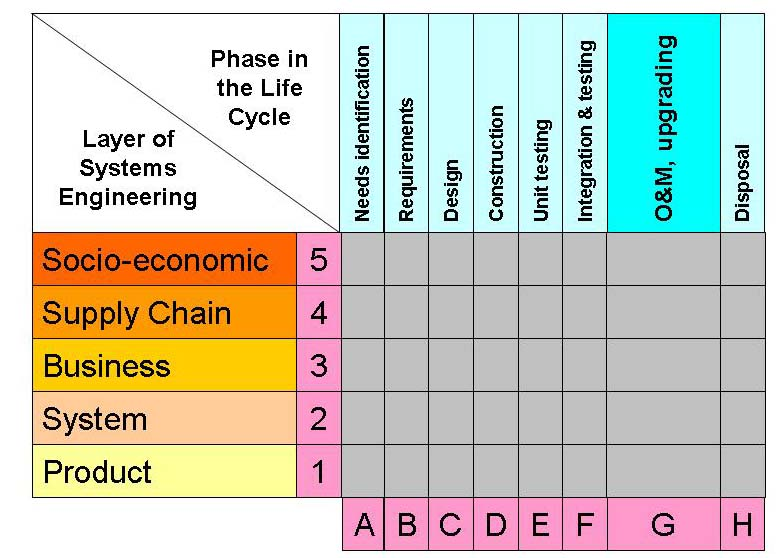 Phase in
the Life
Cycle
Layer of
Systems
Engineering
Needs identification
Requirements
Design
Construction
Unit testing
Integration & testing
O&M, upgrading
Disposal
Socio-economic 5
Supply Chain 4
Business 3
System 2
Product 1
A B C D E F G H